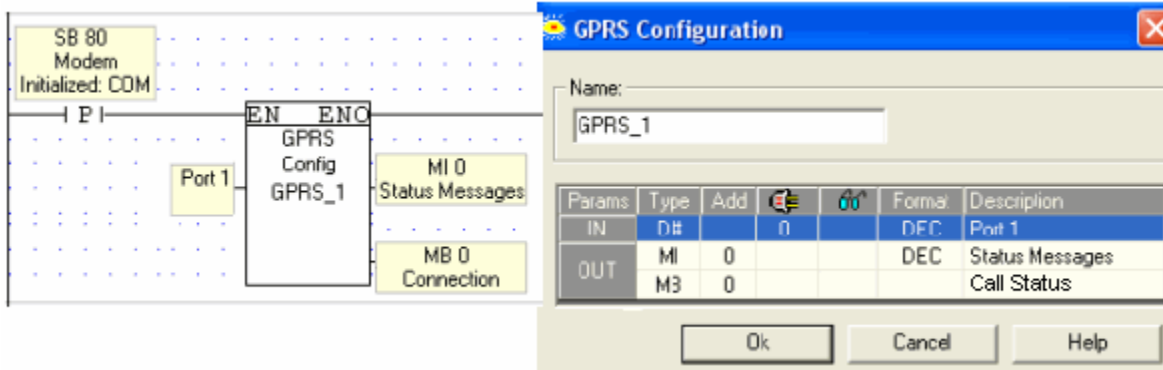 SB 80
Modem
Initialized: COM
P
EN ENO
GPRS
Config
GPRS_1
Port 1
MI 0
Status Messages
MB 0
Connection
GPRS Configuration
Name:
GPRS_1
Params Type Add Format Description
IN D# 0 DEC Port 1
OUT
MI 0 DEC Status Messages
MB 0 Call Status
Ok Cancel Help